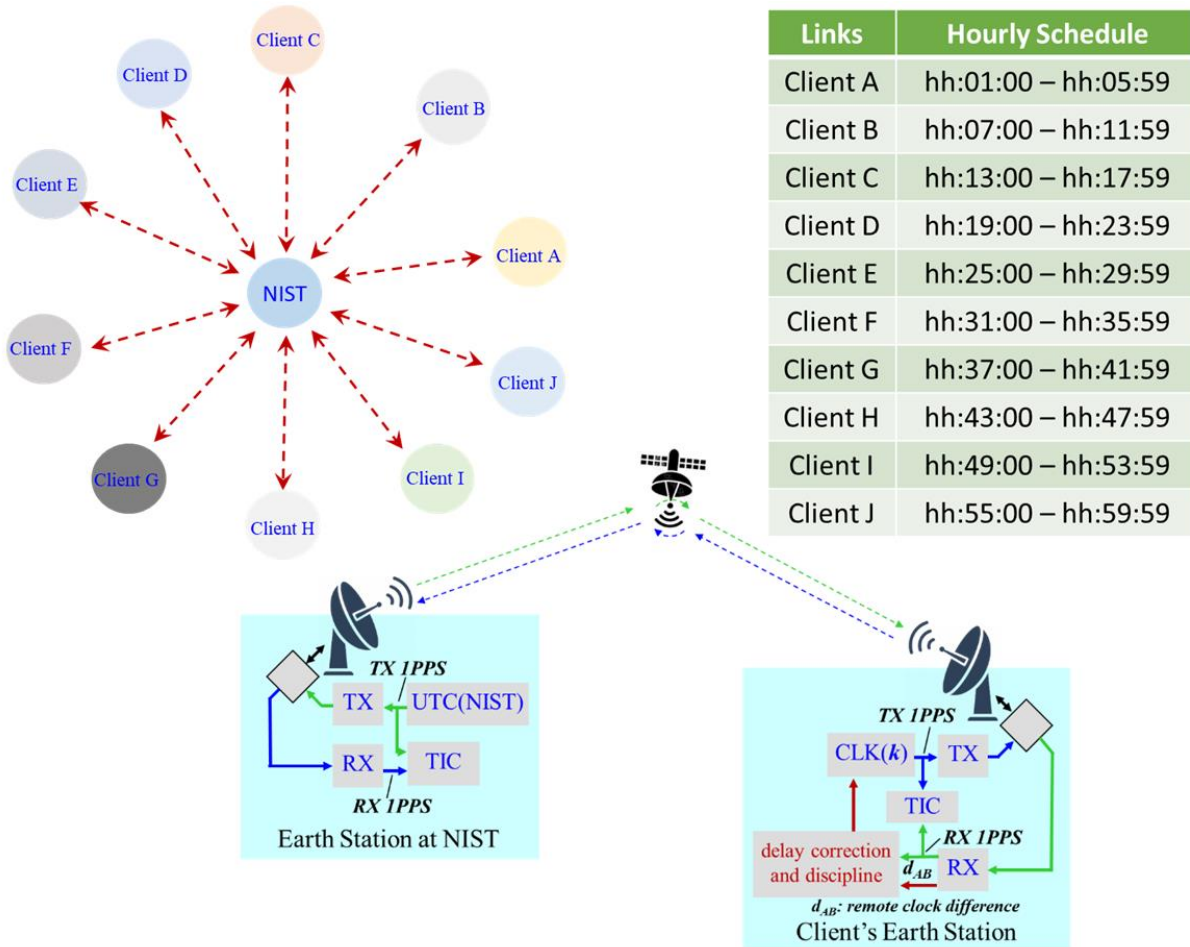 Client C
Client D
Client B
Client E
Client A
NIST
Client F
Client J
Client G
Client I
Client H
Links Hourly Schedule
Client A hh:01:00 – hh:05:59
Client B hh:07:00 – hh:11:59
Client C hh:13:00 – hh:17:59
Client D hh:19:00 – hh:23:59
Client E hh:25:00 – hh:29:59
Client F hh:31:00 – hh:35:59
Client G hh:37:00 – hh:41:59
Client H hh:43:00 – hh:47:59
Client I hh:49:00 – hh:53:59
Client J hh:55:00 – hh:59:59
TX 1PPS
TX UTC(NIST)
RX TIC
RX 1PPS
Earth Station at NIST
TX 1PPS
CLK(k) TX
TIC
RX 1PPS
delay correction
and discipline
dAB RX
dAB: remote clock difference
Client's Earth Station